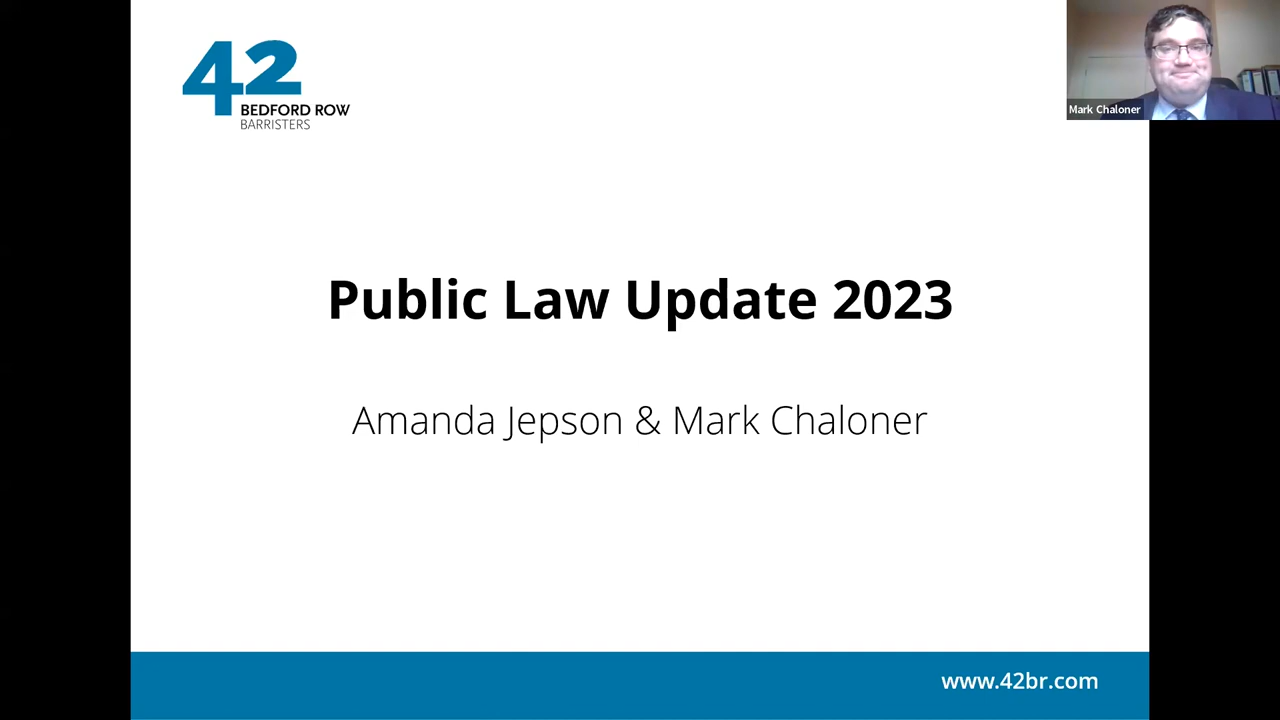 42
BEDFORD ROW
BARRISTERS
Mark Chaloner
Public Law Update 2023
Amanda Jepson & Mark Chaloner
www.42br.com